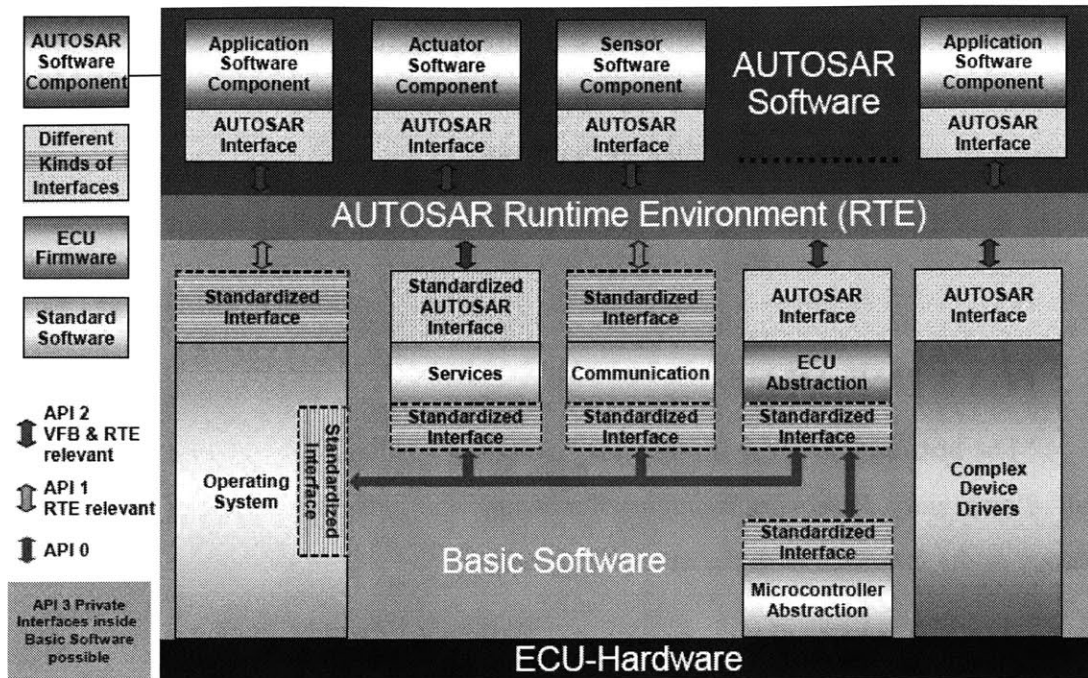 AUTOSAR
Software
Component
Different
Kinds of
Interfaces
ECU
Firmware
Standard
Software
API 2
VFB & RTE
relevant
API 1
RTE relevant
API 0
API 3 Private
Interfaces inside
Basic Software
possible
Application
Software
Component
AUTOSAR
Interface
Actuator
Software
Component
AUTOSAR
Interface
Sensor
Software
Component
AUTOSAR
Interface
AUTOSAR
Software
Application
Software
Component
AUTOSAR
Interface
AUTOSAR Runtime Environment (RTE)
Standardized
Interface
Operating
System
Standardized
Interface
Standardized
AUTOSAR
Interface
Services
Standardized
Interface
Standardized
Interface
Communication
Standardized
Interface
AUTOSAR
Interface
ECU
Abstraction
Standardized
Interface
Standardized
Interface
Microcontroller
Abstraction
AUTOSAR
Interface
Complex
Device
Drivers
Basic Software
ECU-Hardware